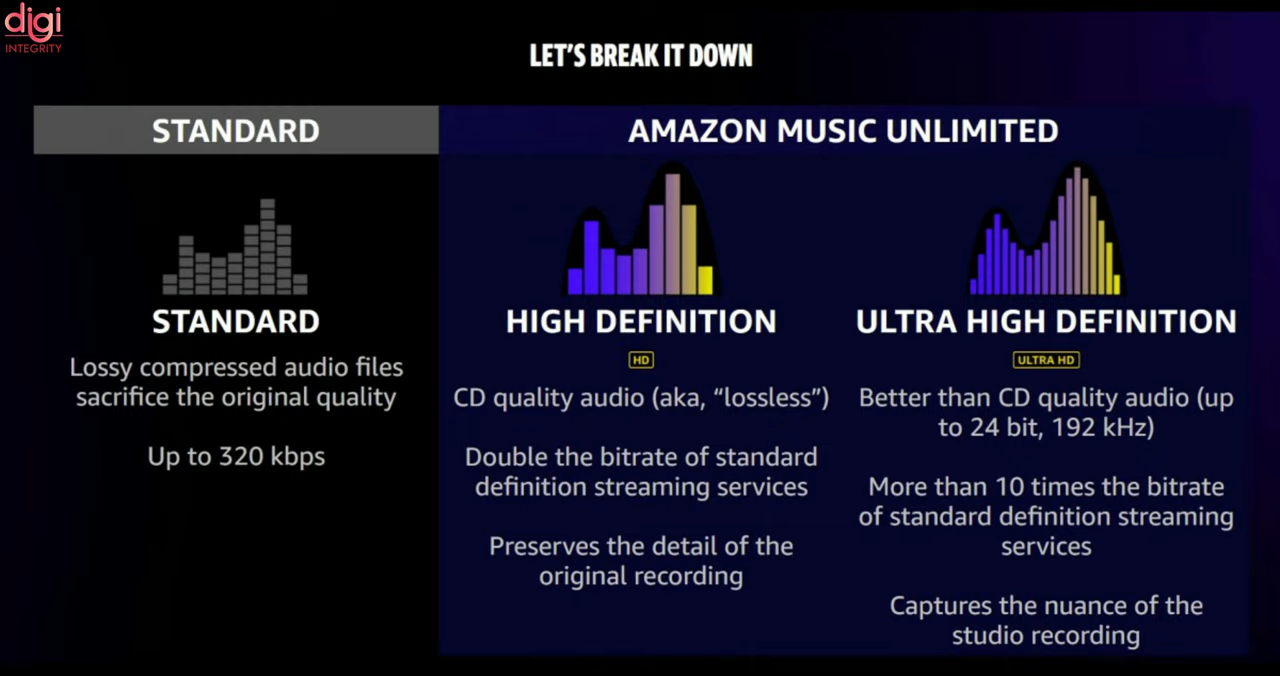 digi
INTEGRITY
LET'S BREAK IT DOWN
STANDARD
AMAZON MUSIC UNLIMITED
STANDARD
Lossy compressed audio files
sacrifice the original quality
Up to 320 kbps
HIGH DEFINITION
HD
CD quality audio (aka, “lossless”)
Double the bitrate of standard
definition streaming services
Preserves the detail of the
original recording
ULTRA HIGH DEFINITION
ULTRA HD
Better than CD quality audio (up
to 24 bit, 192 kHz)
More than 10 times the bitrate
of standard definition streaming
services
Captures the nuance of the
studio recording